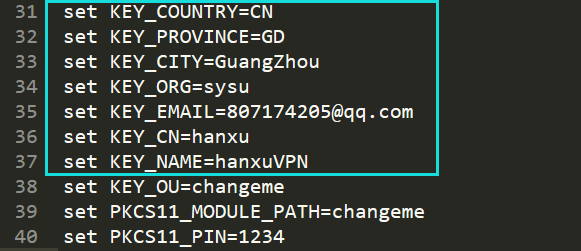 31 set KEY_COUNTRY=CN
32 set KEY_PROVINCE=GD
33 set KEY_CITY=GuangZhou
34 set KEY_ORG=sysu
35 set KEY_EMAIL=807174205@qq.com
36 set KEY_CN=hanxu
37 set KEY_NAME=hanxuVPN
38 set KEY_OU=changeme
39 set PKCS11_MODULE_PATH=changeme
40 set PKCS11_PIN=1234